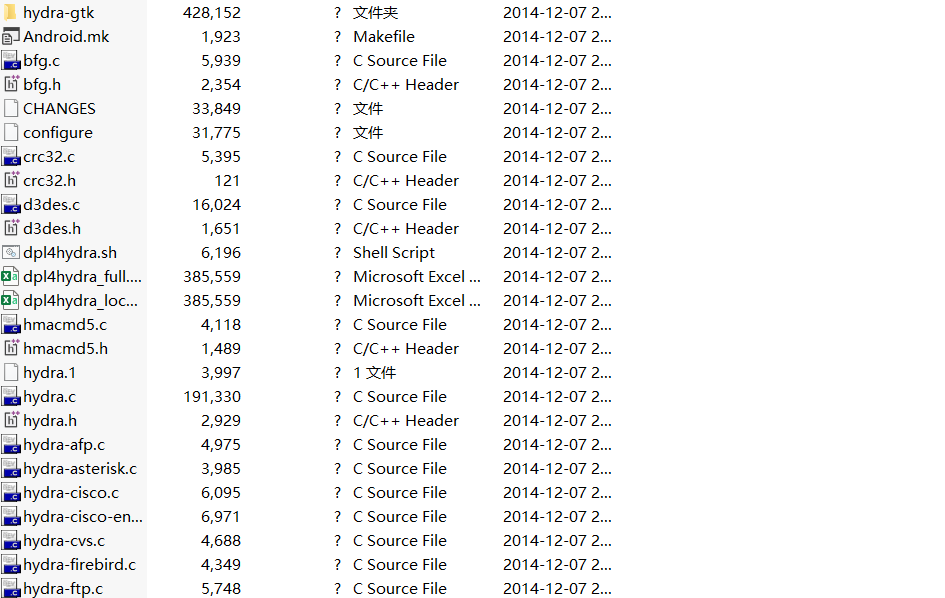 hydra-gtk 428,152 ? 文件夹 2014-12-07 2...
Android.mk 1,923 ? Makefile 2014-12-07 2...
bfg.c 5,939 ? C Source File 2014-12-07 2...
bfg.h 2,354 ? C/C++ Header 2014-12-07 2...
CHANGES 33,849 ? 文件 2014-12-07 2...
configure 31,775 ? 文件 2014-12-07 2...
crc32.c 5,395 ? C Source File 2014-12-07 2...
crc32.h 121 ? C/C++ Header 2014-12-07 2...
d3des.c 16,024 ? C Source File 2014-12-07 2...
d3des.h 1,651 ? C/C++ Header 2014-12-07 2...
dpl4hydra.sh 6,196 ? Shell Script 2014-12-07 2...
dpl4hydra_full.... 385,559 ? Microsoft Excel ... 2014-12-07 2...
dpl4hydra_loc... 385,559 ? Microsoft Excel ... 2014-12-07 2...
hmacmd5.c 4,118 ? C Source File 2014-12-07 2...
hmacmd5.h 1,489 ? C/C++ Header 2014-12-07 2...
hydra.1 3,997 ? 1 文件 2014-12-07 2...
hydra.c 191,330 ? C Source File 2014-12-07 2...
hydra.h 2,929 ? C/C++ Header 2014-12-07 2...
hydra-afp.c 4,975 ? C Source File 2014-12-07 2...
hydra-asterisk.c 3,985 ? C Source File 2014-12-07 2...
hydra-cisco.c 6,095 ? C Source File 2014-12-07 2...
hydra-cisco-en... 6,971 ? C Source File 2014-12-07 2...
hydra-cvs.c 4,688 ? C Source File 2014-12-07 2...
hydra-firebird.c 4,349 ? C Source File 2014-12-07 2...
hydra-ftp.c 5,748 ? C Source File 2014-12-07 2...